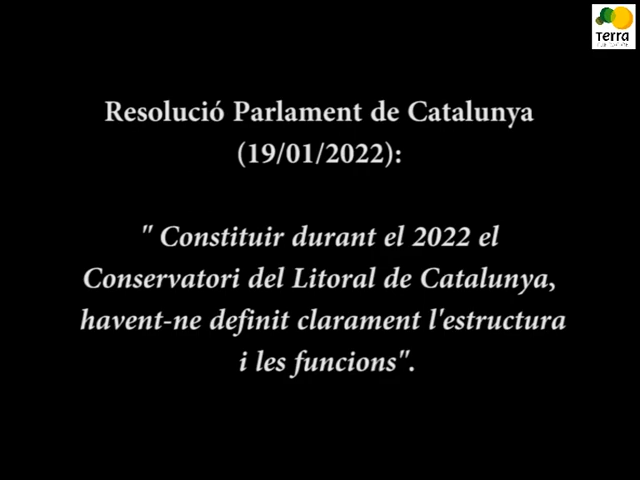 TERRA
Resolució Parlament de Catalunya
(19/01/2022):
" Constituir durant el 2022 el
Conservatori del Litoral de Catalunya,
havent-ne definit clarament l'estructura
i les funcions".